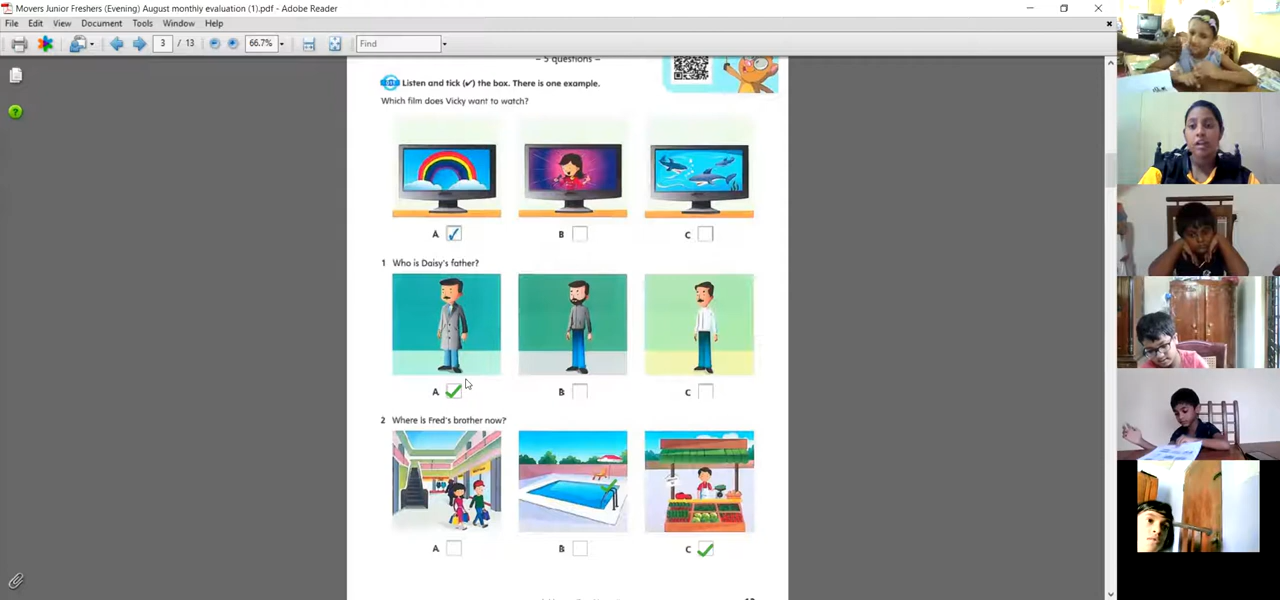 Movers Junior Freshers (Evening) August monthly evaluation (1).pdf - Adobe Reader
File Edit View Document Tools Window Help
3 / 13 66.7% Find
– 5 questions –
Listen and tick (✔) the box. There is one example.
Which film does Vicky want to watch?
A ✓ B C
1 Who is Daisy's father?
A ✓ B C
2 Where is Fred's brother now?
A B C ✓